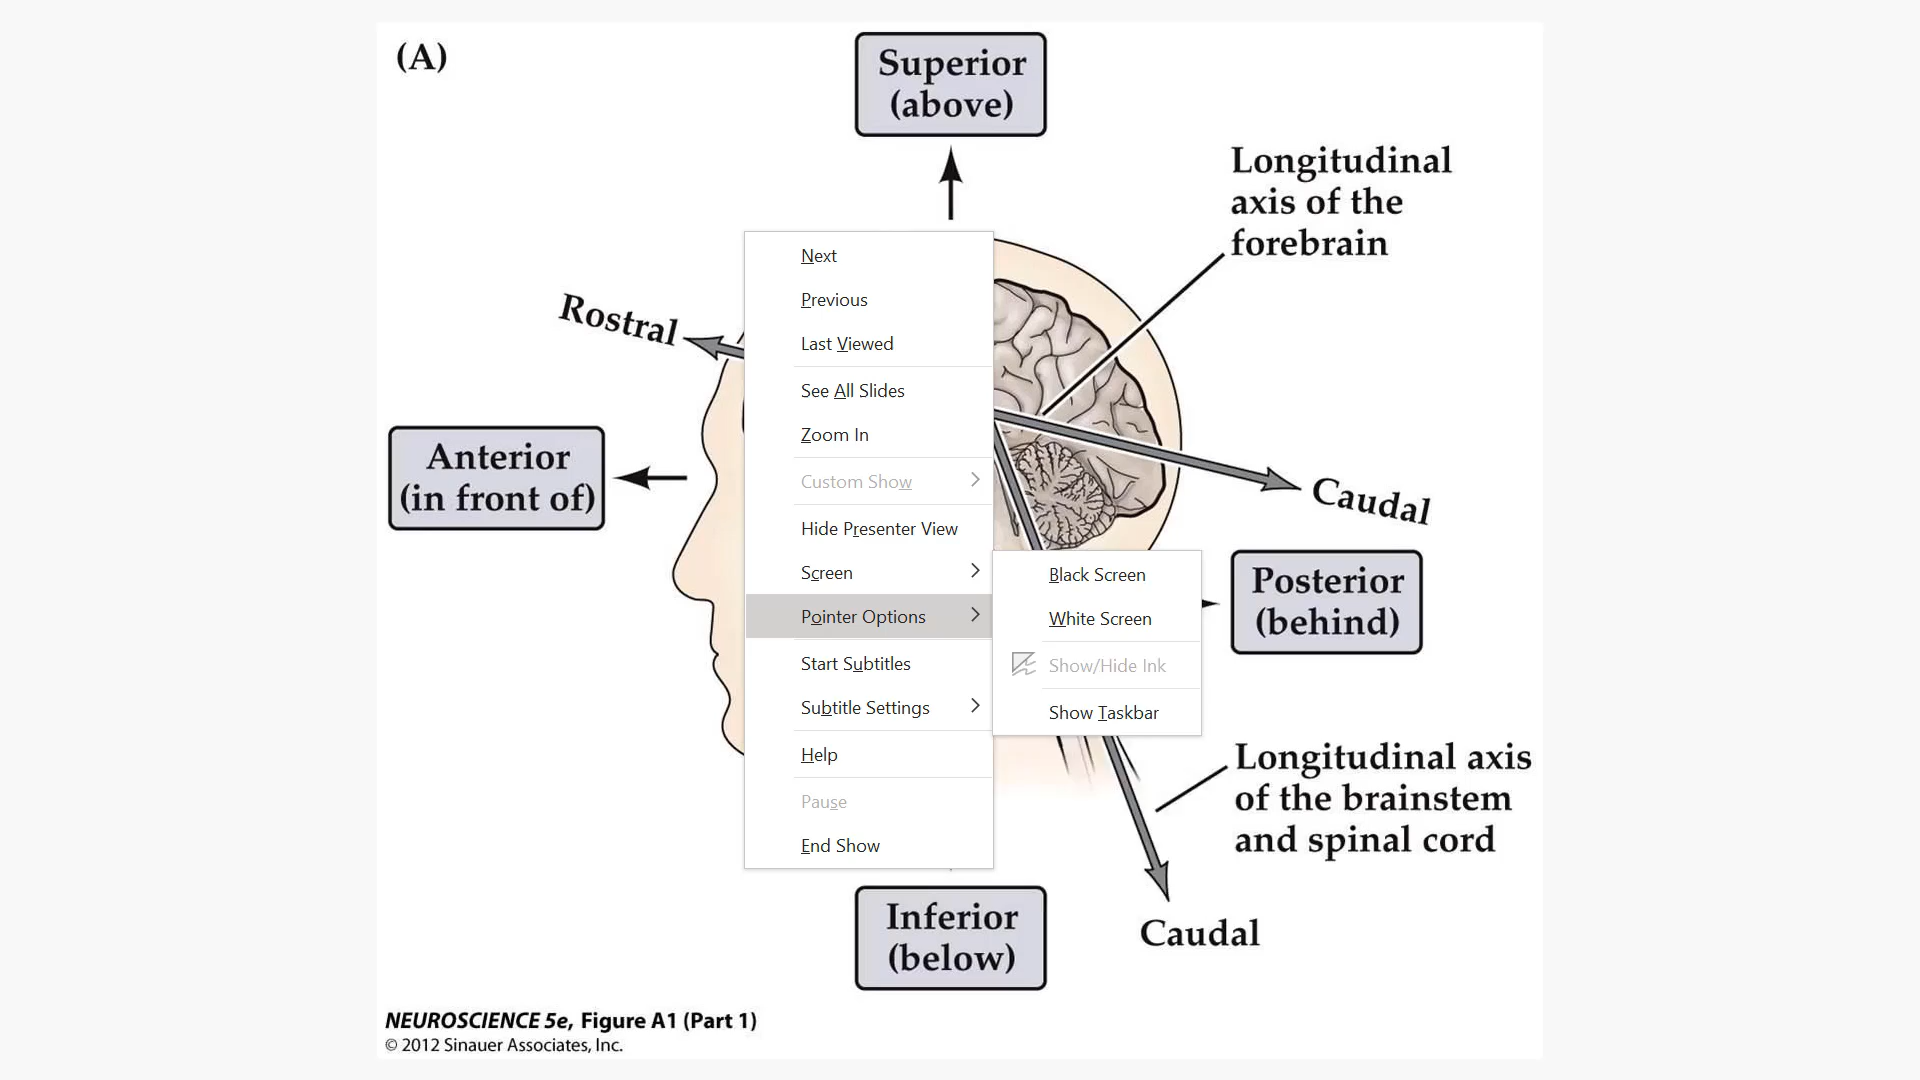 (A)
Superior
(above)
Longitudinal
axis of the
forebrain
Rostral
Anterior
(in front of)
Caudal
Posterior
(behind)
Longitudinal axis
of the brainstem
and spinal cord
Caudal
Inferior
(below)
Next
Previous
Last Viewed
See All Slides
Zoom In
Custom Show
Hide Presenter View
Screen
Pointer Options
Start Subtitles
Subtitle Settings
Help
Pause
End Show
Black Screen
White Screen
Show/Hide Ink
Show Taskbar
NEUROSCIENCE 5e, Figure A1 (Part 1)
© 2012 Sinauer Associates, Inc.